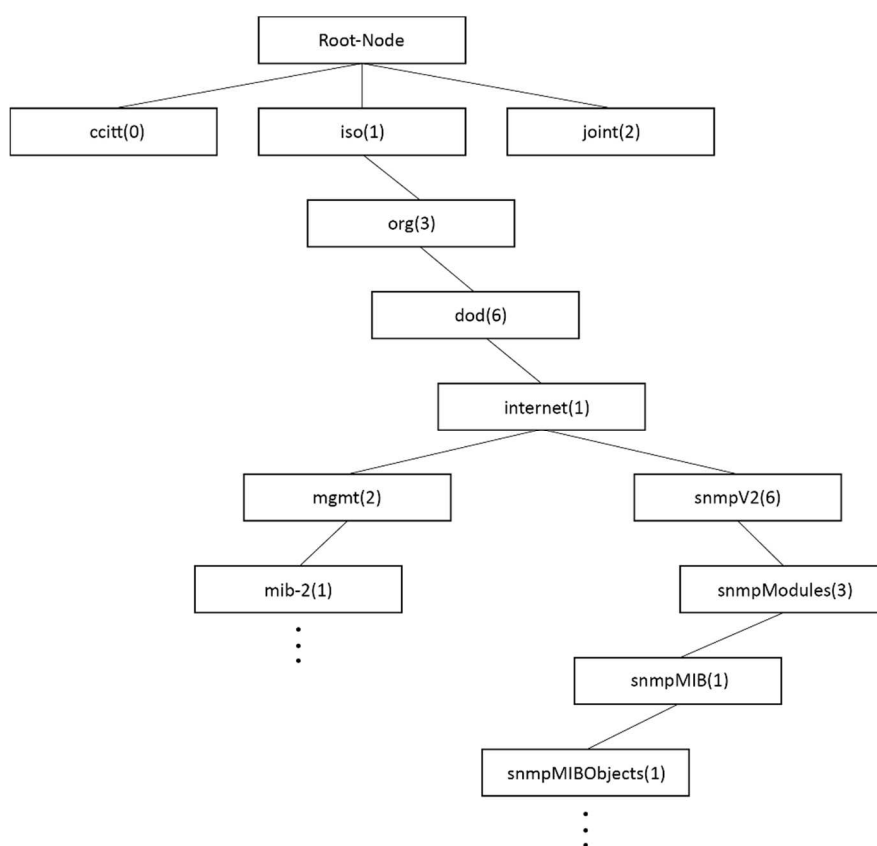 Root-Node
ccitt(0)
iso(1)
joint(2)
org(3)
dod(6)
internet(1)
mgmt(2)
snmpV2(6)
mib-2(1)
snmpModules(3)
snmpMIB(1)
snmpMIBObjects(1)